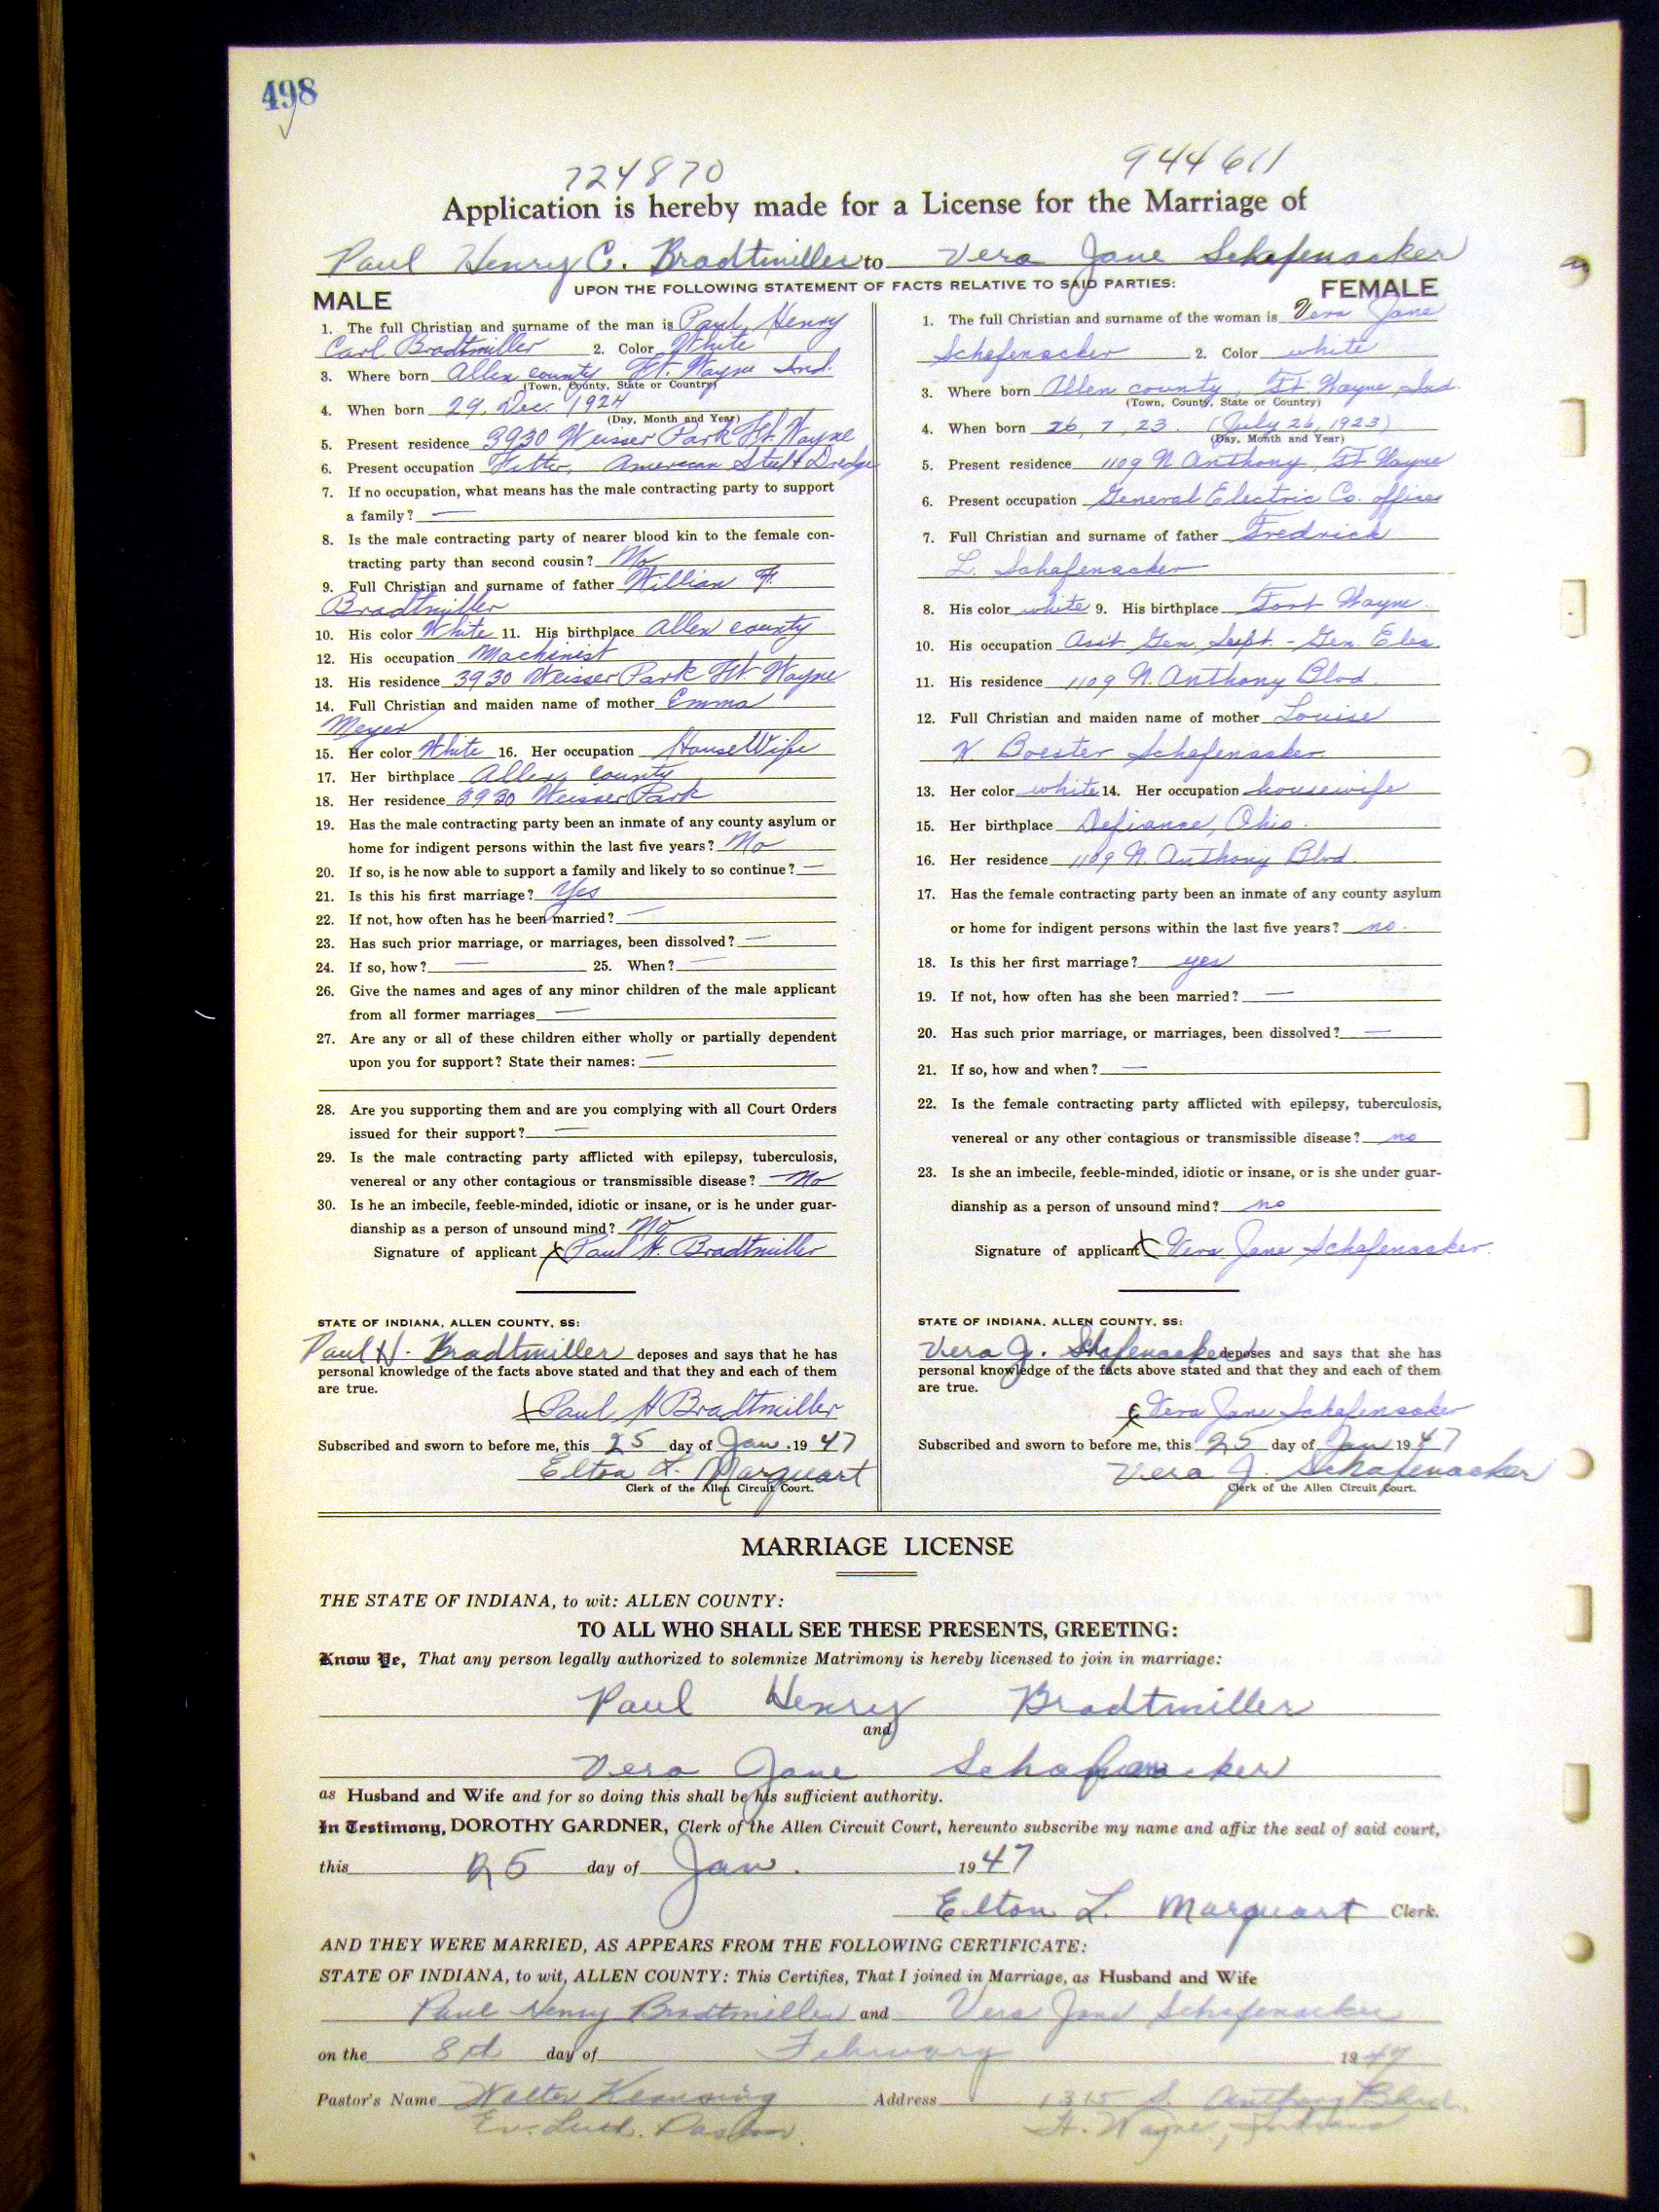 498
724870 944611
Application is hereby made for a License for the Marriage of
Paul Henry C. Bradtmiller to Vera Jane Schafenacker
UPON THE FOLLOWING STATEMENT OF FACTS RELATIVE TO SAID PARTIES:
MALE
1. The full Christian and surname of the man is Paul Henry
Carl Bradtmiller 2. Color White
3. Where born Allen county Ft. Wayne Ind.
(Town, County, State or Country)
4. When born 29, Dec. 1924
(Day, Month and Year)
5. Present residence 3930 Weisser Park Ft. Wayne
6. Present occupation Fitter, American Steel Dredge
7. If no occupation, what means has the male contracting party to support
a family? —
8. Is the male contracting party of nearer blood kin to the female con-
tracting party than second cousin? No
9. Full Christian and surname of father William F.
Bradtmiller
10. His color White 11. His birthplace Allen county
12. His occupation Machinist
13. His residence 3930 Weisser Park Ft. Wayne
14. Full Christian and maiden name of mother Emma
Meyer
15. Her color White 16. Her occupation HouseWife
17. Her birthplace Allen county
18. Her residence 3930 Weisser Park
19. Has the male contracting party been an inmate of any county asylum or
home for indigent persons within the last five years? No
20. If so, is he now able to support a family and likely to so continue? —
21. Is this his first marriage? Yes
22. If not, how often has he been married? —
23. Has such prior marriage, or marriages, been dissolved? —
24. If so, how? — 25. When? —
26. Give the names and ages of any minor children of the male applicant
from all former marriages —
27. Are any or all of these children either wholly or partially dependent
upon you for support? State their names: —
28. Are you supporting them and are you complying with all Court Orders
issued for their support? —
29. Is the male contracting party afflicted with epilepsy, tuberculosis,
venereal or any other contagious or transmissible disease? No
30. Is he an imbecile, feeble-minded, idiotic or insane, or is he under guar-
dianship as a person of unsound mind? No
Signature of applicant x Paul H. Bradtmiller
STATE OF INDIANA, ALLEN COUNTY, SS:
Paul H. Bradtmiller deposes and says that he has
personal knowledge of the facts above stated and that they and each of them
are true.
x Paul H Bradtmiller
Subscribed and sworn to before me, this 25 day of Jan. 19 47
Elton L. Marquart
Clerk of the Allen Circuit Court.
FEMALE
1. The full Christian and surname of the woman is Vera Jane
Schafenacker 2. Color white
3. Where born Allen county, Ft Wayne, Ind.
(Town, County, State or Country)
4. When born 26, 7, 23. (July 26, 1923)
(Day, Month and Year)
5. Present residence 1109 N Anthony, Ft Wayne
6. Present occupation General Electric Co. office
7. Full Christian and surname of father Fredrick
L. Schafenacker
8. His color white 9. His birthplace Fort Wayne
10. His occupation Asst Gen. Supt. - Gen. Elec
11. His residence 1109 N. Anthony Blvd.
12. Full Christian and maiden name of mother Louise
W. Boester Schafenacker
13. Her color white 14. Her occupation housewife
15. Her birthplace Defiance, Ohio.
16. Her residence 1109 N. Anthony Blvd.
17. Has the female contracting party been an inmate of any county asylum
or home for indigent persons within the last five years? no.
18. Is this her first marriage? yes
19. If not, how often has she been married? —
20. Has such prior marriage, or marriages, been dissolved? —
21. If so, how and when? —
22. Is the female contracting party afflicted with epilepsy, tuberculosis,
venereal or any other contagious or transmissible disease? no
23. Is she an imbecile, feeble-minded, idiotic or insane, or is she under guar-
dianship as a person of unsound mind? no
Signature of applicant x Vera Jane Schafenacker
STATE OF INDIANA, ALLEN COUNTY, SS:
Vera J. Schafenacker deposes and says that she has
personal knowledge of the facts above stated and that they and each of them
are true.
x Vera Jane Schafenacker
Subscribed and sworn to before me, this 25 day of Jan 19 47
Vera J. Schafenacker
Clerk of the Allen Circuit Court.
MARRIAGE LICENSE
THE STATE OF INDIANA, to wit: ALLEN COUNTY:
TO ALL WHO SHALL SEE THESE PRESENTS, GREETING:
Know Ye, That any person legally authorized to solemnize Matrimony is hereby licensed to join in marriage:
Paul Henry Bradtmiller
and
Vera Jane Schafenacker
as Husband and Wife and for so doing this shall be his sufficient authority.
In Testimony, DOROTHY GARDNER, Clerk of the Allen Circuit Court, hereunto subscribe my name and affix the seal of said court,
this 25 day of Jan. 19 47
Elton L. Marquart Clerk.
AND THEY WERE MARRIED, AS APPEARS FROM THE FOLLOWING CERTIFICATE:
STATE OF INDIANA, to wit, ALLEN COUNTY: This Certifies, That I joined in Marriage, as Husband and Wife
Paul Henry Bradtmiller and Vera Jane Schafenacker
on the 8th day of February 19 47
Pastor's Name Walter Address 1315 S. Anthony Blvd.
Ev. Luth. Pastor. Ft. Wayne, Indiana